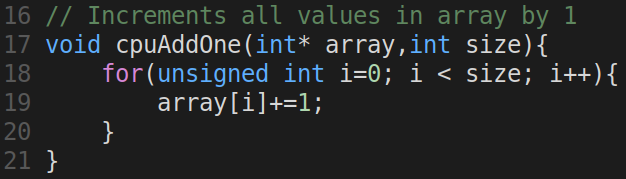 16 // Increments all values in array by 1
17 void cpuAddOne(int* array,int size){
18     for(unsigned int i=0; i < size; i++){
19         array[i]+=1;
20     }
21 }